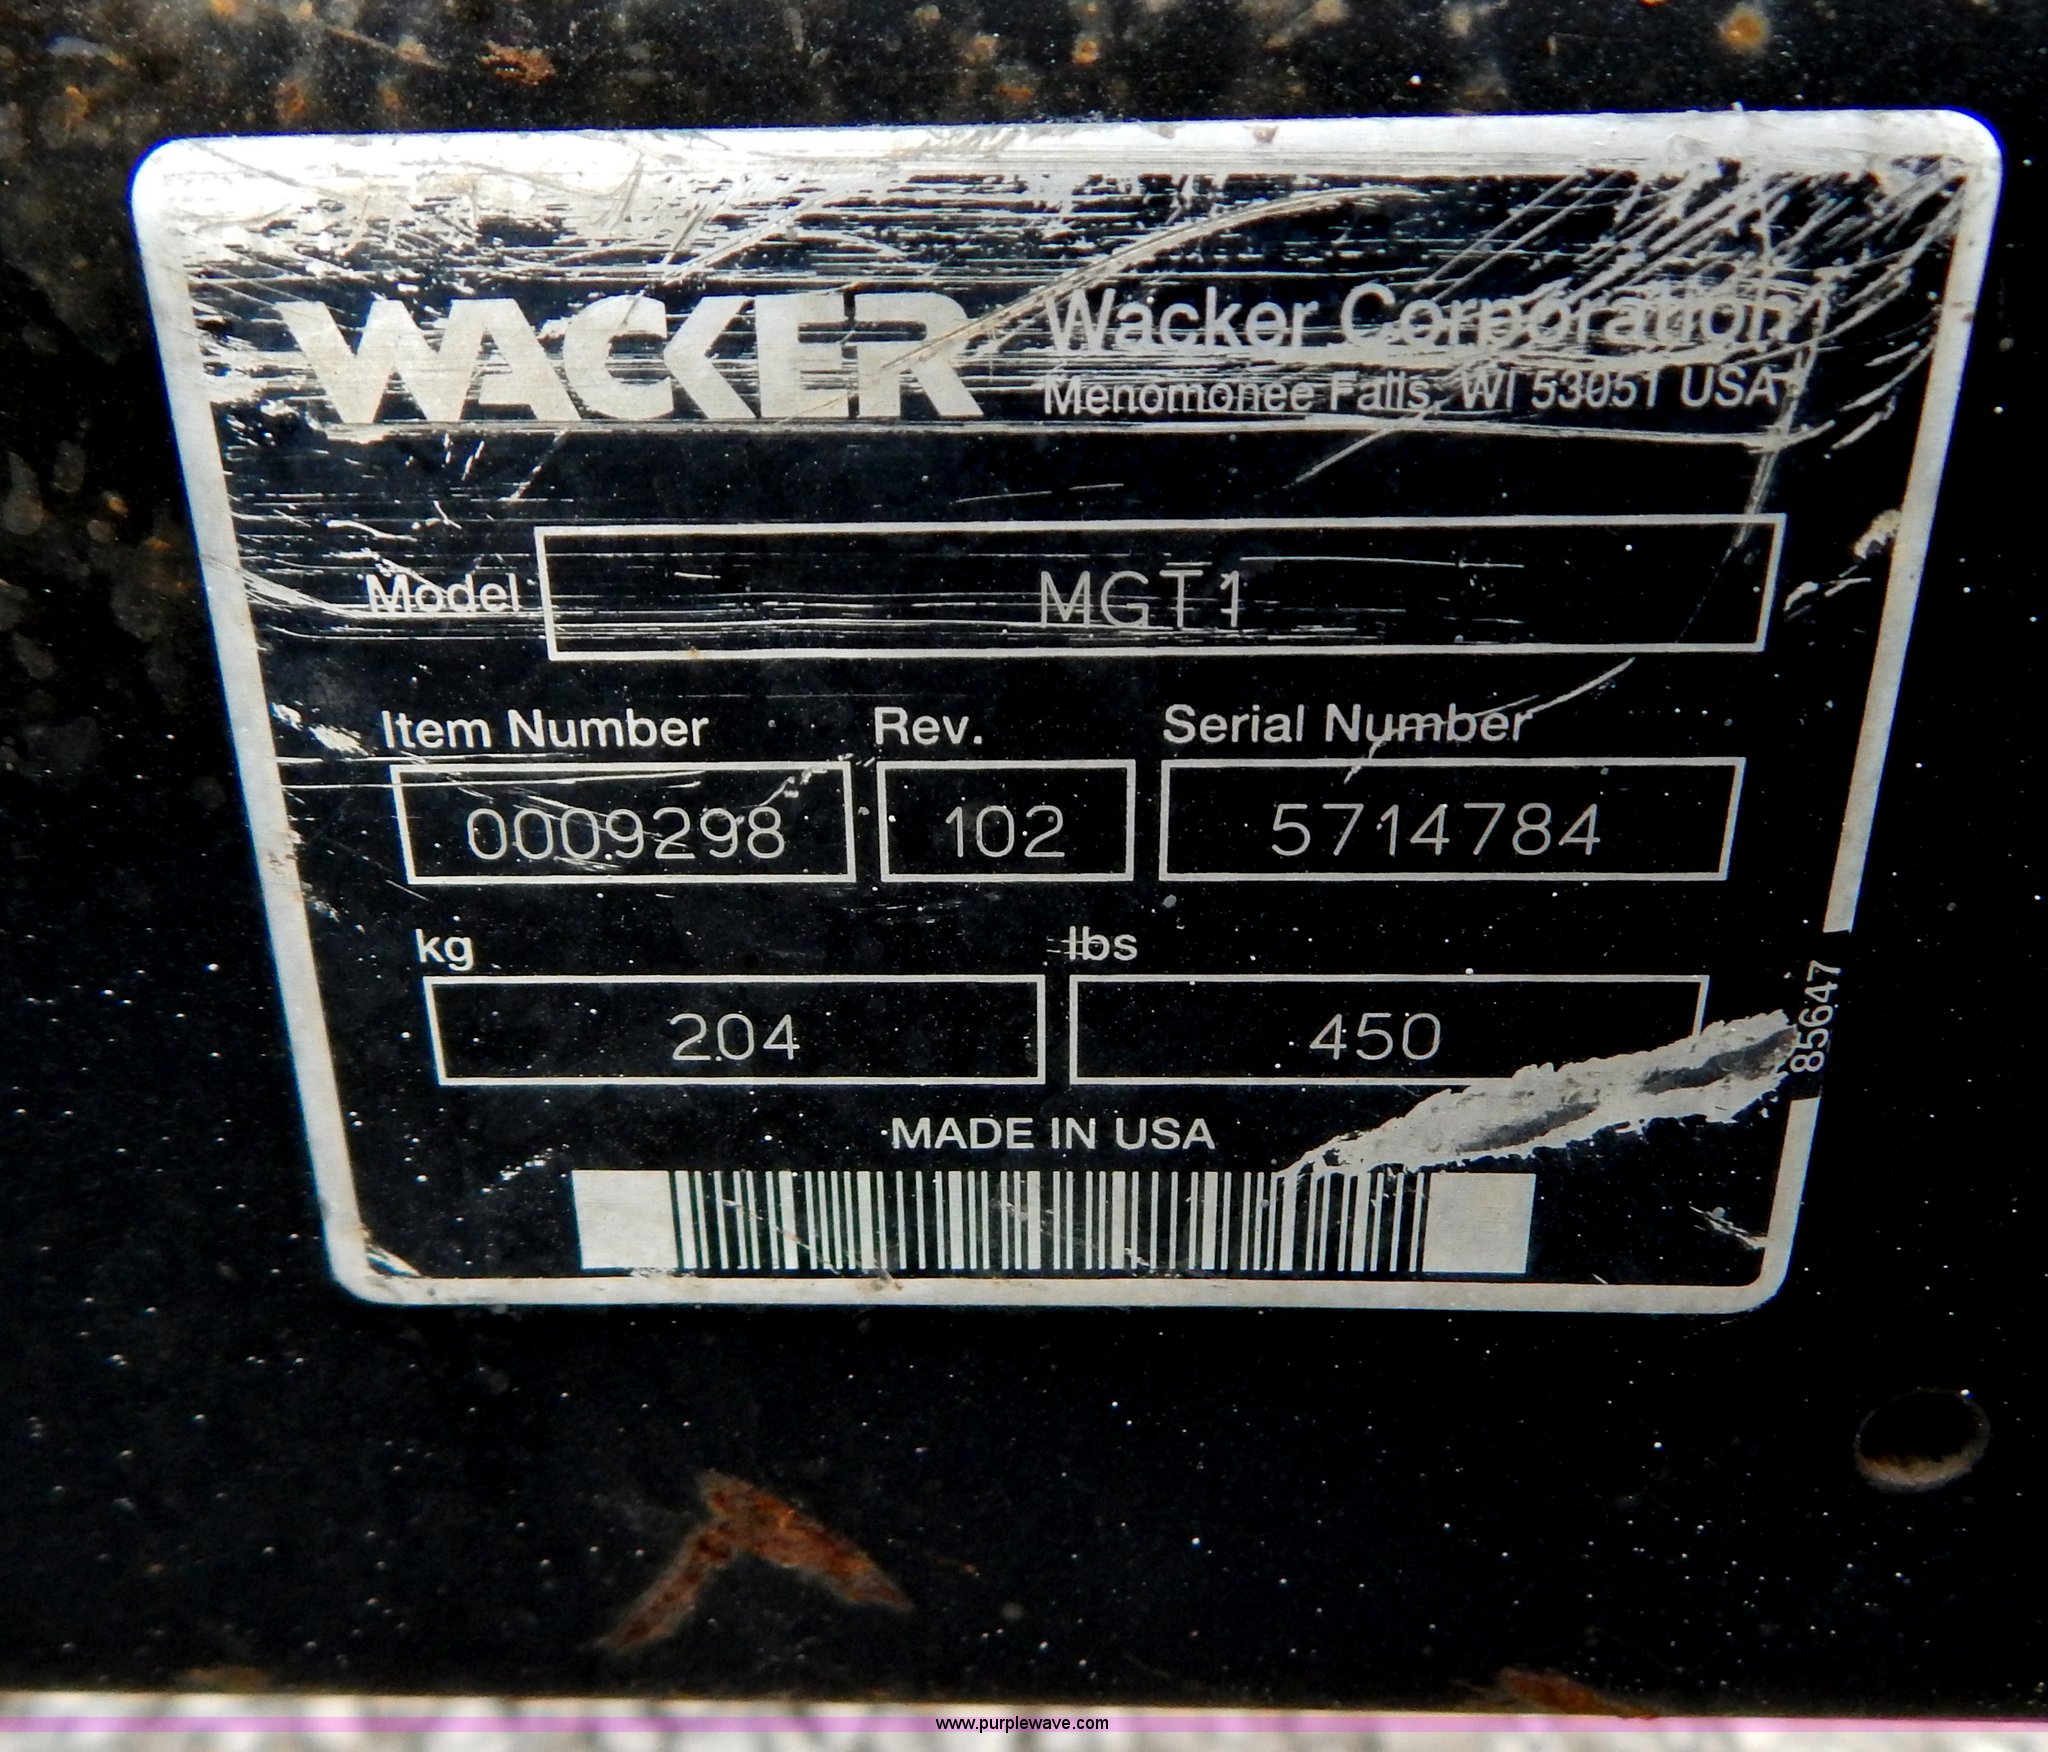 WACKER
Wacker Corporation
Menomonee Falls, WI 53051 USA
Model MGT1
Item Number Rev. Serial Number
0009298 102 5714784
kg lbs
204 450
85647
MADE IN USA
www.purplewave.com